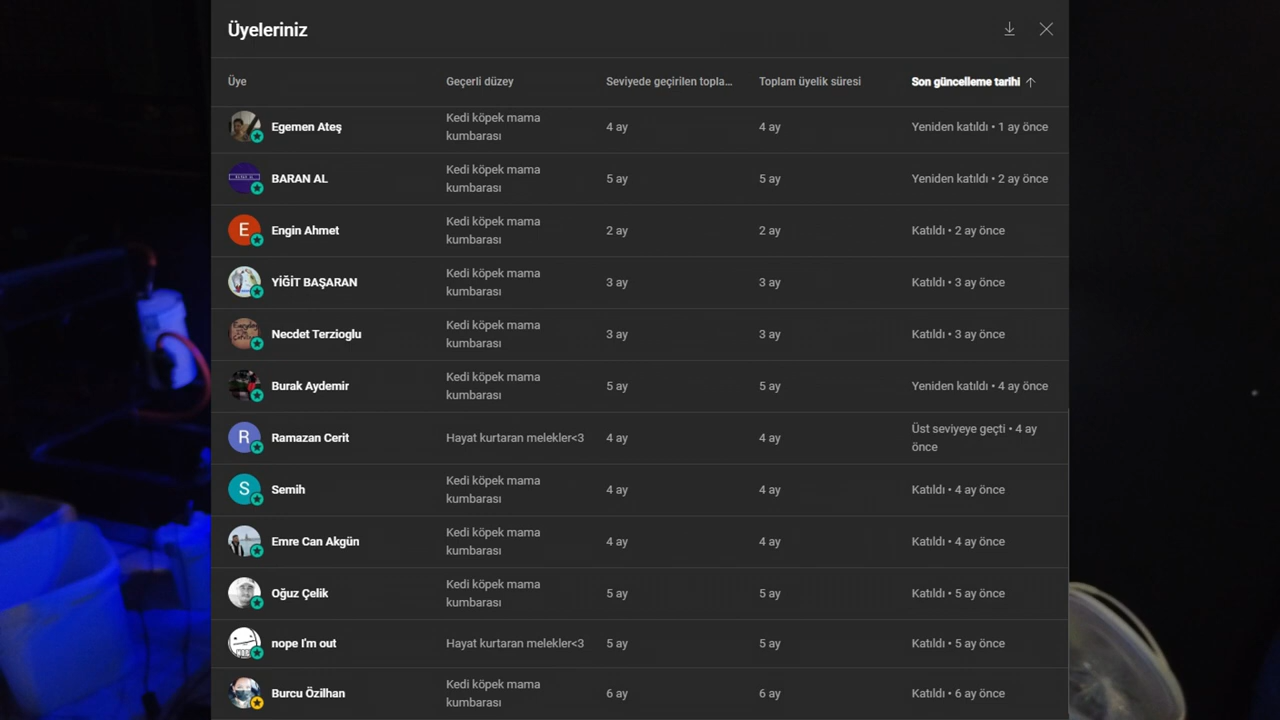 Üyeleriniz
Üye
Geçerli düzey
Seviyede geçirilen topla...
Toplam üyelik süresi
Son güncelleme tarihi
Egemen Ateş
Kedi köpek mama
kumbarası
4 ay
4 ay
Yeniden katıldı • 1 ay önce
BARAN AL
Kedi köpek mama
kumbarası
5 ay
5 ay
Yeniden katıldı • 2 ay önce
E
Engin Ahmet
Kedi köpek mama
kumbarası
2 ay
2 ay
Katıldı • 2 ay önce
YİĞİT BAŞARAN
Kedi köpek mama
kumbarası
3 ay
3 ay
Katıldı • 3 ay önce
Necdet Terzioglu
Kedi köpek mama
kumbarası
3 ay
3 ay
Katıldı • 3 ay önce
Burak Aydemir
Kedi köpek mama
kumbarası
5 ay
5 ay
Yeniden katıldı • 4 ay önce
R
Ramazan Cerit
Hayat kurtaran melekler<3
4 ay
4 ay
Üst seviyeye geçti • 4 ay
önce
S
Semih
Kedi köpek mama
kumbarası
4 ay
4 ay
Katıldı • 4 ay önce
Emre Can Akgün
Kedi köpek mama
kumbarası
4 ay
4 ay
Katıldı • 4 ay önce
Oğuz Çelik
Kedi köpek mama
kumbarası
5 ay
5 ay
Katıldı • 5 ay önce
nope I'm out
Hayat kurtaran melekler<3
5 ay
5 ay
Katıldı • 5 ay önce
Burcu Özilhan
Kedi köpek mama
kumbarası
6 ay
6 ay
Katıldı • 6 ay önce